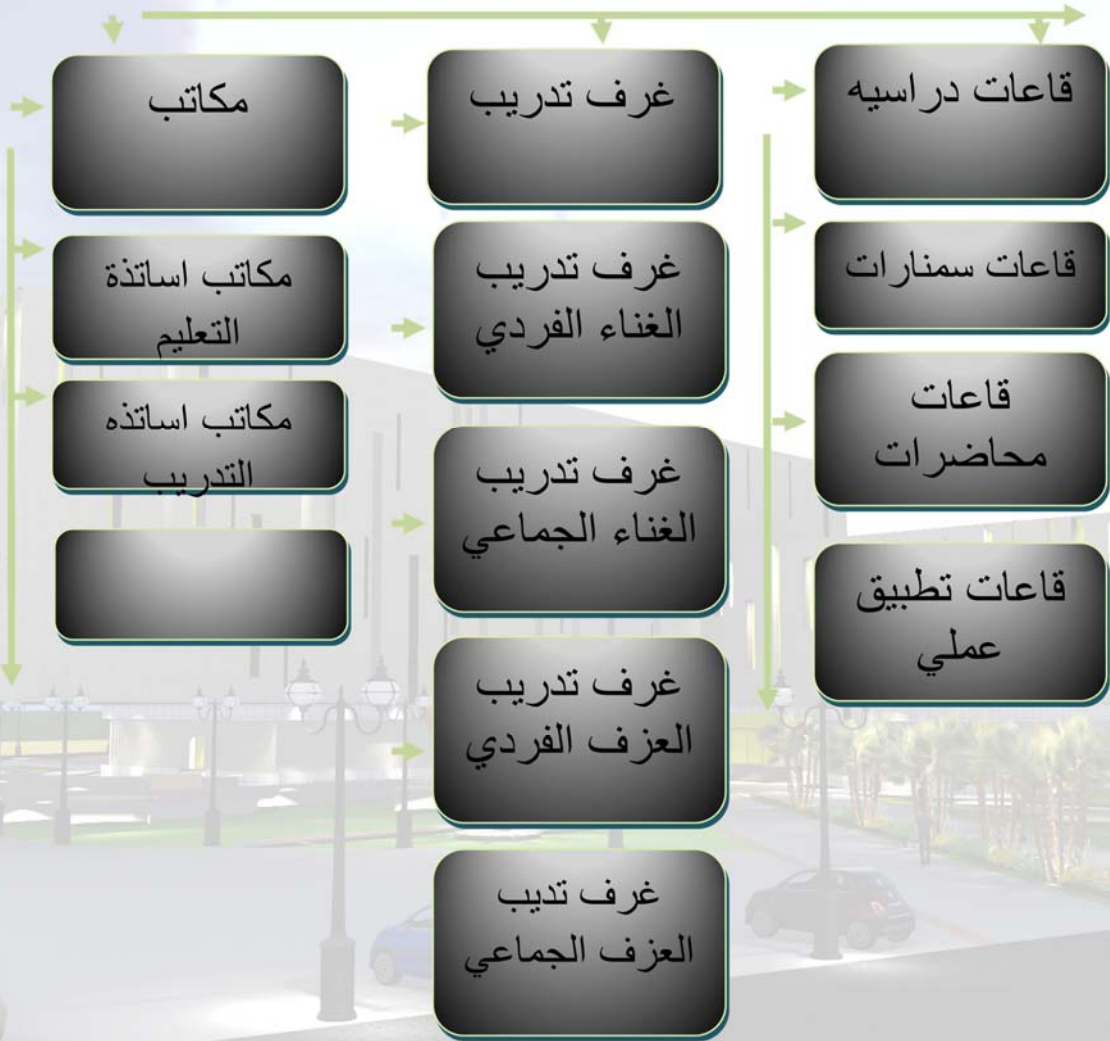 قاعات دراسيه
قاعات سمنارات
قاعات
محاضرات
قاعات تطبيق
عملي
غرف تدريب
غرف تدريب
الغناء الفردي
غرف تدريب
الغناء الجماعي
غرف تدريب
العزف الفردي
غرف تديب
العزف الجماعي
مكاتب
مكاتب اساتذة
التعليم
مكاتب اساتذه
التدريب